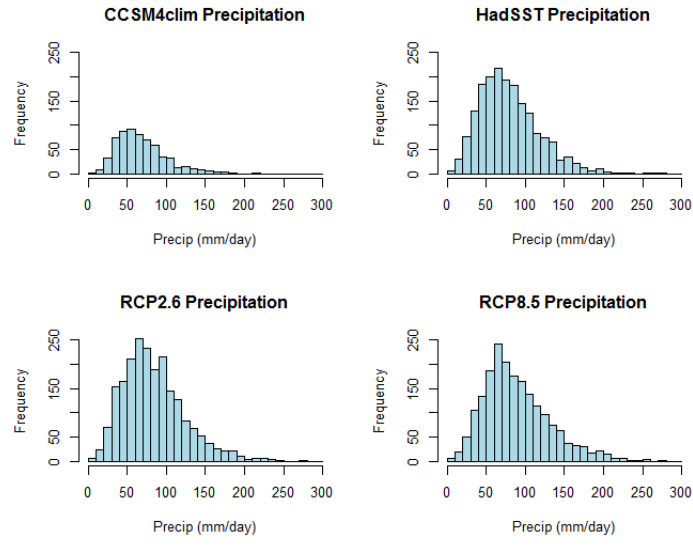 CCSM4clim Precipitation
Frequency
0 50 150 250
0 50 100 150 200 250 300
Precip (mm/day)
HadSST Precipitation
Frequency
0 50 150 250
0 50 100 150 200 250 300
Precip (mm/day)
RCP2.6 Precipitation
Frequency
0 50 150 250
0 50 100 150 200 250 300
Precip (mm/day)
RCP8.5 Precipitation
Frequency
0 50 150 250
0 50 100 150 200 250 300
Precip (mm/day)